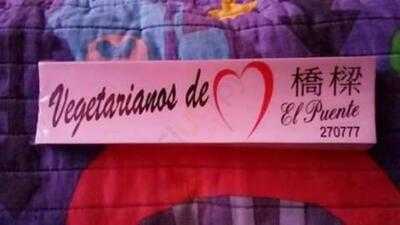 Vegetarianos de
橋樑
El Puente
270777